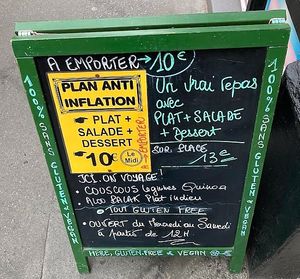 A EMPORTER → 10€
PLAN ANTI
INFLATION
PLAT +
SALADE +
DESSERT
10€ Le Midi
A EMPORTER
Un vrai repas
avec
PLAT + SALADE
+ Dessert
SUR PLACE
13€
ICI. ON VOYAGE!
• COUSCOUS légumes Quinoa
• Aloo PALAK Plat indien
TOUT GLUTEN FREE
• OUVERT du Mercredi au Samedi
à partir de 12H
HERE, GLUTEN.FREE & VEGAN
100% SANS GLUTEN + VEGAN
100% SANS GLUTEN + VEGAN